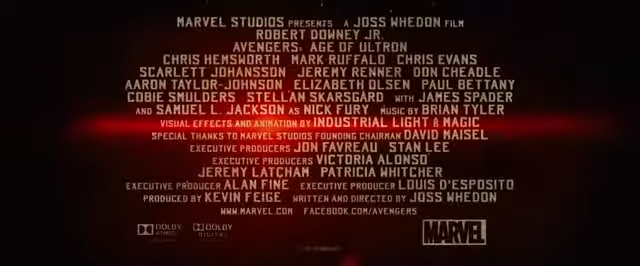 MARVEL STUDIOS PRESENTS A JOSS WHEDON FILM
ROBERT DOWNEY JR.
AVENGERS: AGE OF ULTRON
CHRIS HEMSWORTH MARK RUFFALO CHRIS EVANS
SCARLETT JOHANSSON JEREMY RENNER DON CHEADLE
AARON TAYLOR-JOHNSON ELIZABETH OLSEN PAUL BETTANY
COBIE SMULDERS STELLAN SKARSGARD WITH JAMES SPADER
AND SAMUEL L. JACKSON AS NICK FURY MUSIC BY BRIAN TYLER
VISUAL EFFECTS AND ANIMATION BY INDUSTRIAL LIGHT & MAGIC
SPECIAL THANKS TO MARVEL STUDIOS FOUNDING CHAIRMAN DAVID MAISEL
EXECUTIVE PRODUCERS JON FAVREAU STAN LEE
EXECUTIVE PRODUCERS VICTORIA ALONSO
JEREMY LATCHAM PATRICIA WHITCHER
EXECUTIVE PRODUCER ALAN FINE EXECUTIVE PRODUCER LOUIS D'ESPOSITO
PRODUCED BY KEVIN FEIGE WRITTEN AND DIRECTED BY JOSS WHEDON
WWW.MARVEL.COM FACEBOOK.COM/AVENGERS
DOLBY ATMOS DOLBY DIGITAL MARVEL